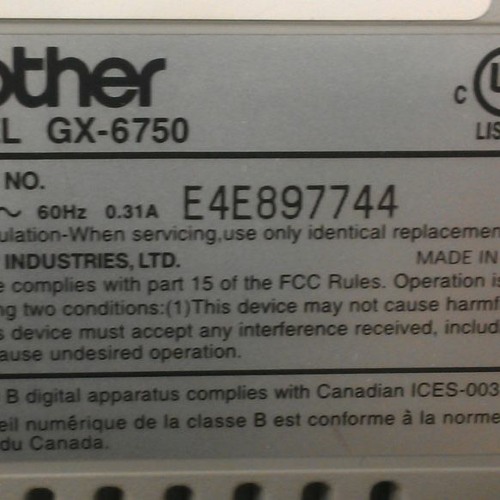 other
C
L GX-6750
LIS
NO.
~ 60Hz 0.31A E4E897744
ulation-When servicing,use only identical replacemen
INDUSTRIES, LTD. MADE IN
e complies with part 15 of the FCC Rules. Operation is
ng two conditions:(1)This device may not cause harmf
s device must accept any interference received, includ
ause undesired operation.
B digital apparatus complies with Canadian ICES-003
eil numérique de la classe B est conforme à la norme
du Canada.